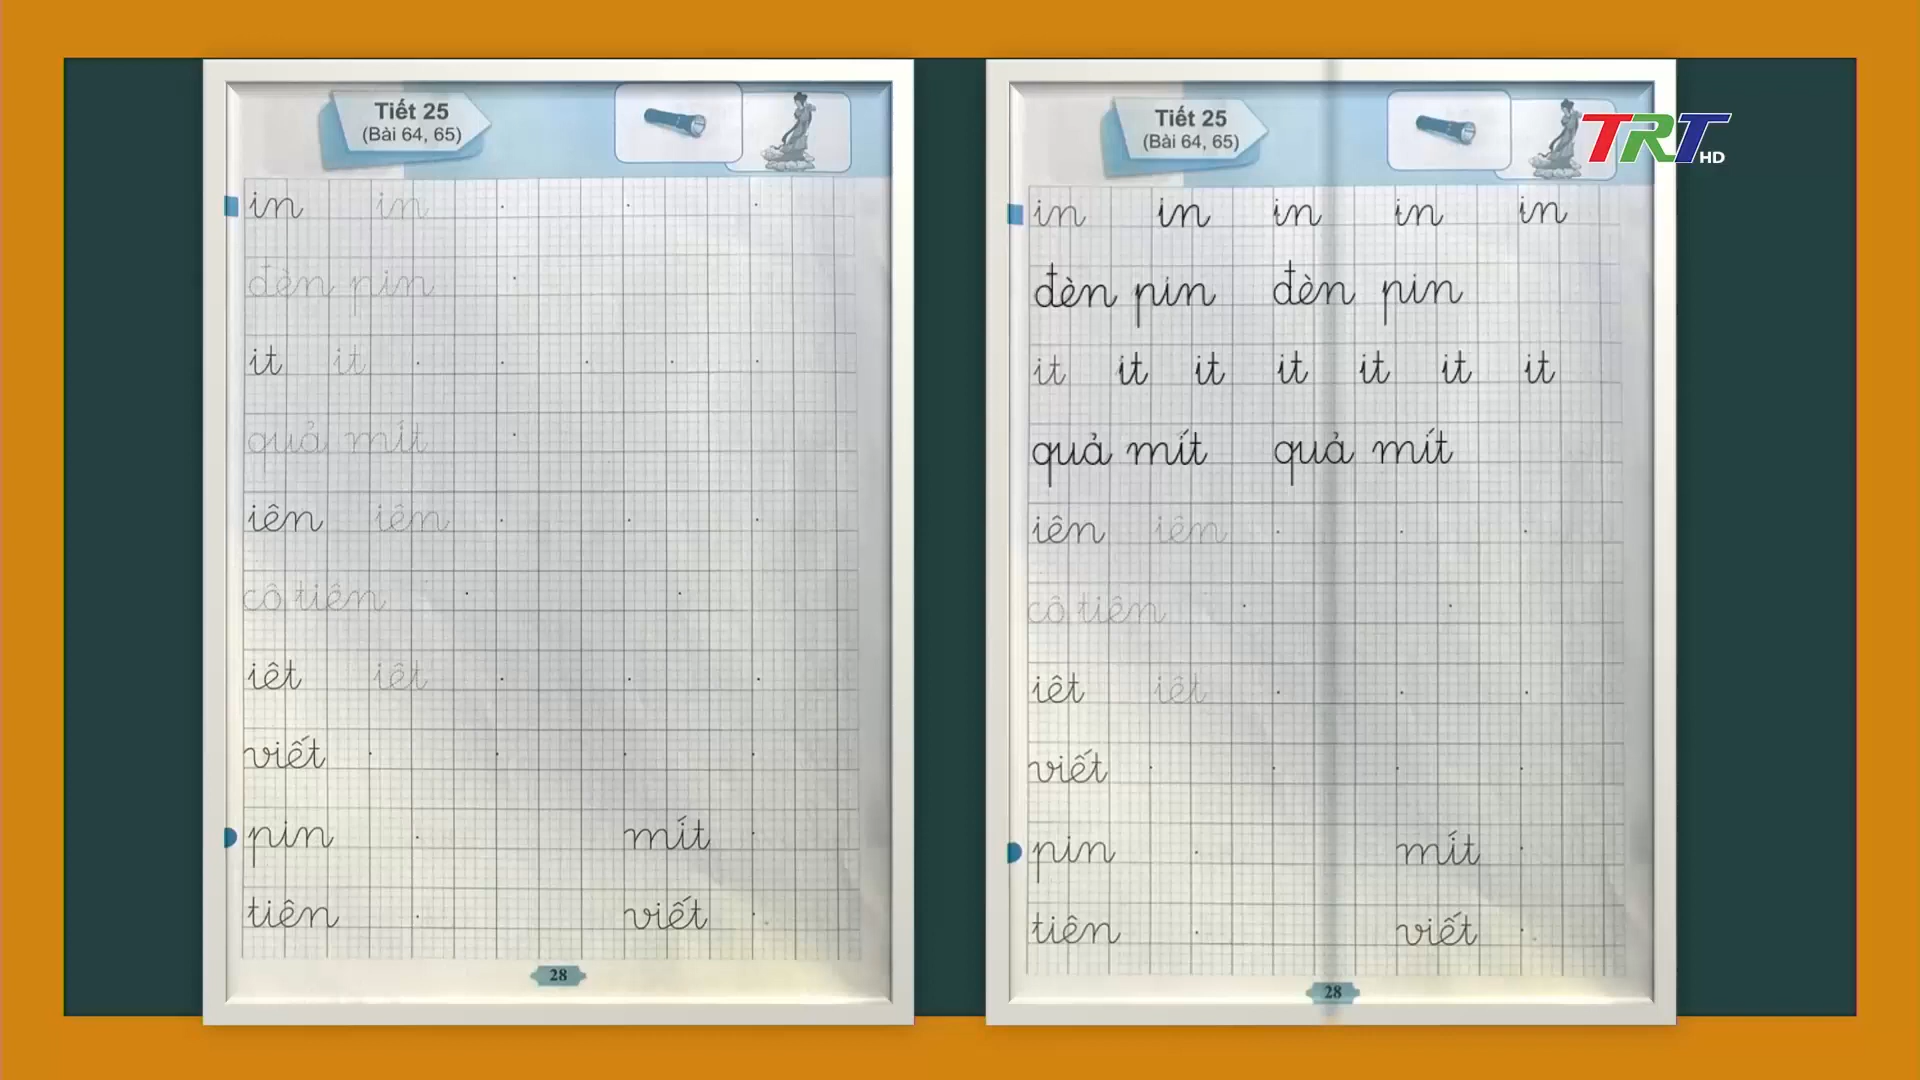 Tiết 25
(Bài 64, 65)
in in
đèn pin
it it
quả mít
iên iên
cô tiên
iêt iêt
viết
pin mít
tiên viết
28
Tiết 25
(Bài 64, 65)
TRT HD
in in in in in
đèn pin đèn pin
it it it it it it it
quả mít quả mít
iên iên
cô tiên
iêt iêt
viết
pin mít
tiên viết
28